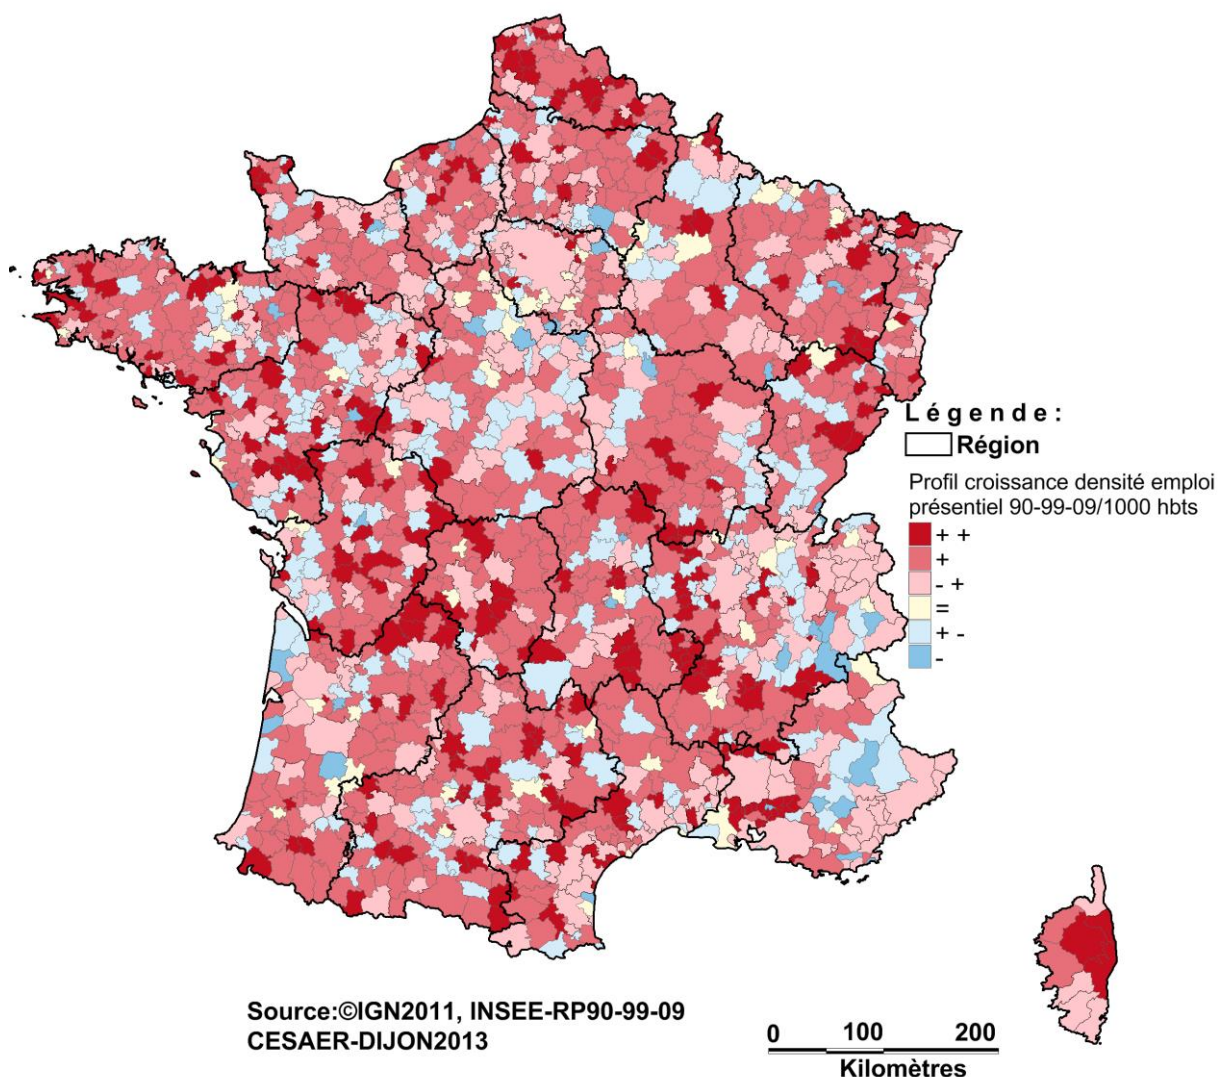 Légende :
Région
Profil croissance densité emploi
présentiel 90-99-09/1000 hbts
+ +
+
- +
=
+ -
-
Source:©IGN2011, INSEE-RP90-99-09
CESAER-DIJON2013
0 100 200
Kilomètres